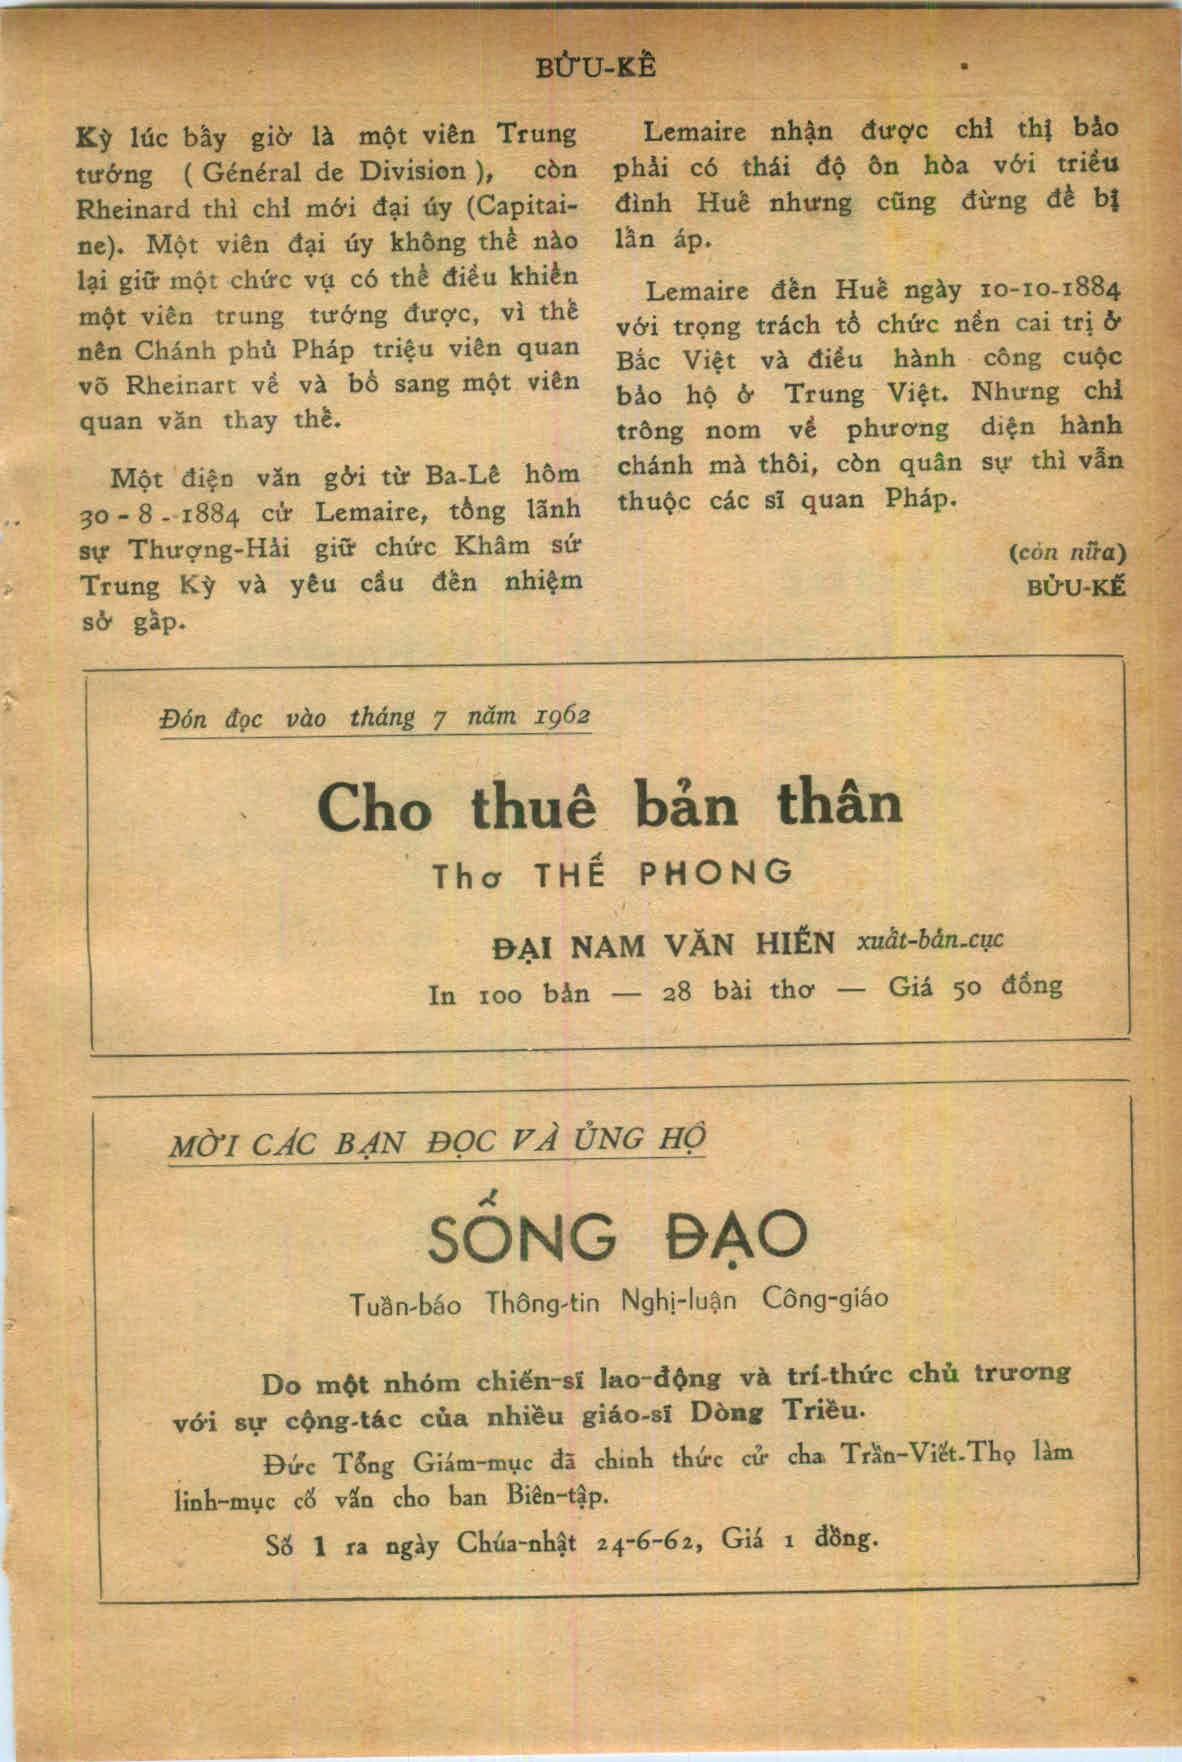 BỬU-KẾ
Kỳ lúc bấy giờ là một viên Trung
tướng ( Général de Division ), còn
Rheinard thì chỉ mới đại úy (Capitai-
ne). Một viên đại úy không thể nào
lại giữ một chức vụ có thể điều khiển
một viên trung tướng được, vì thế
nên Chánh phủ Pháp triệu viên quan
võ Rheinart về và bổ sang một viên
quan văn thay thế.
Một điện văn gởi từ Ba-Lê hôm
30 - 8 - 1884 cử Lemaire, tổng lãnh
sự Thượng-Hải giữ chức Khâm sứ
Trung Kỳ và yêu cầu đến nhiệm
sở gấp.
Lemaire nhận được chỉ thị bảo
phải có thái độ ôn hòa với triều
đình Huế nhưng cũng đừng để bị
lấn áp.
Lemaire đến Huế ngày 10-10-1884
với trọng trách tổ chức nền cai trị ở
Bắc Việt và điều hành công cuộc
bảo hộ ở Trung Việt. Nhưng chỉ
trông nom về phương diện hành
chánh mà thôi, còn quân sự thì vẫn
thuộc các sĩ quan Pháp.
(còn nữa)
BỬU-KẾ
Đón đọc vào tháng 7 năm 1962
Cho thuê bản thân
Thơ THẾ PHONG
ĐẠI NAM VĂN HIẾN xuất-bản-cục
In 100 bản — 28 bài thơ — Giá 50 đồng
MỜI CÁC BẠN ĐỌC VÀ ỦNG HỘ
SỐNG ĐẠO
Tuần-báo Thông-tin Nghị-luận Công-giáo
Do một nhóm chiến-sĩ lao-động và trí-thức chủ trương
với sự cộng-tác của nhiều giáo-sĩ Dòng Triều.
Đức Tổng Giám-mục đã chính thức cử cha Trần-Viết-Thọ làm
linh-mục cố vấn cho ban Biên-tập.
Số 1 ra ngày Chúa-nhật 24-6-62, Giá 1 đồng.